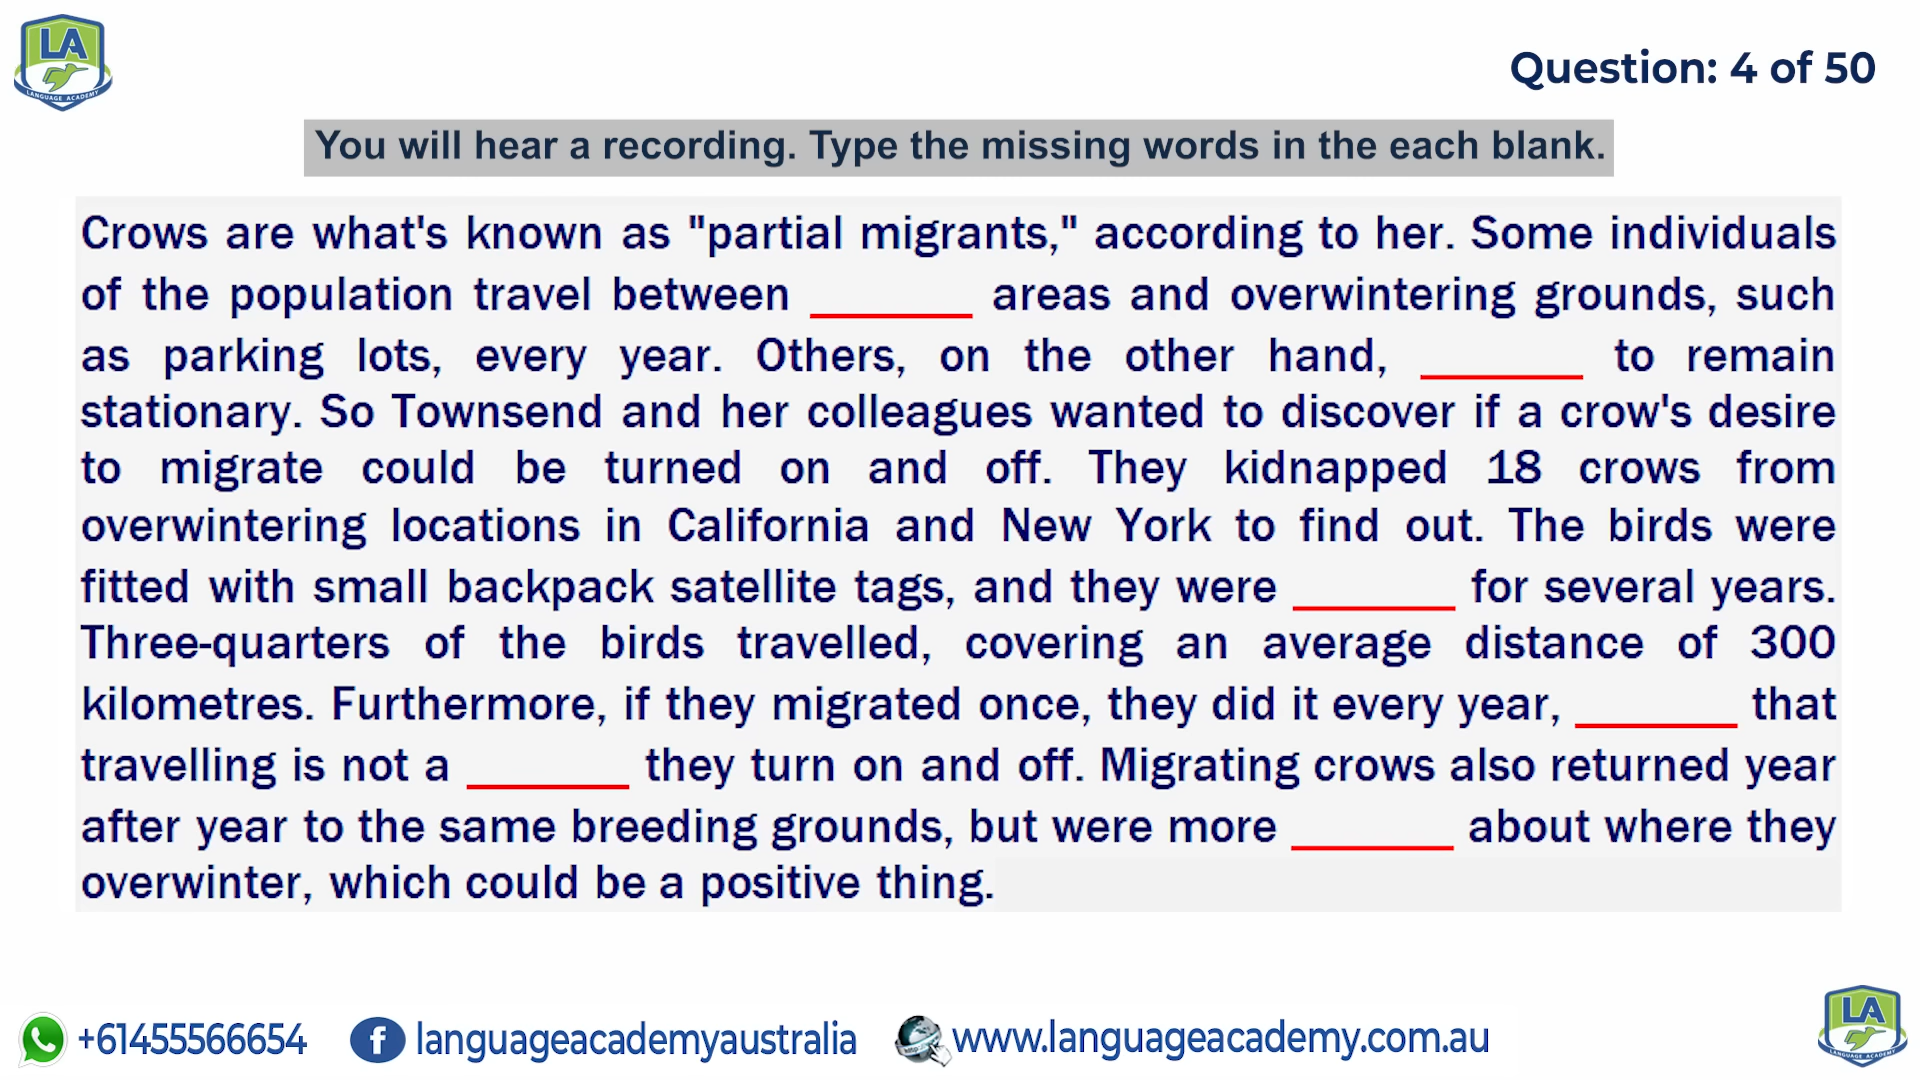 LA
LANGUAGE ACADEMY
Question: 4 of 50
You will hear a recording. Type the missing words in the each blank.
Crows are what's known as "partial migrants," according to her. Some individuals
of the population travel between ______ areas and overwintering grounds, such
as parking lots, every year. Others, on the other hand, ______ to remain
stationary. So Townsend and her colleagues wanted to discover if a crow's desire
to migrate could be turned on and off. They kidnapped 18 crows from
overwintering locations in California and New York to find out. The birds were
fitted with small backpack satellite tags, and they were ______ for several years.
Three-quarters of the birds travelled, covering an average distance of 300
kilometres. Furthermore, if they migrated once, they did it every year, ______ that
travelling is not a ______ they turn on and off. Migrating crows also returned year
after year to the same breeding grounds, but were more ______ about where they
overwinter, which could be a positive thing.
+61455566654 languageacademyaustralia www.languageacademy.com.au
LA
LANGUAGE ACADEMY